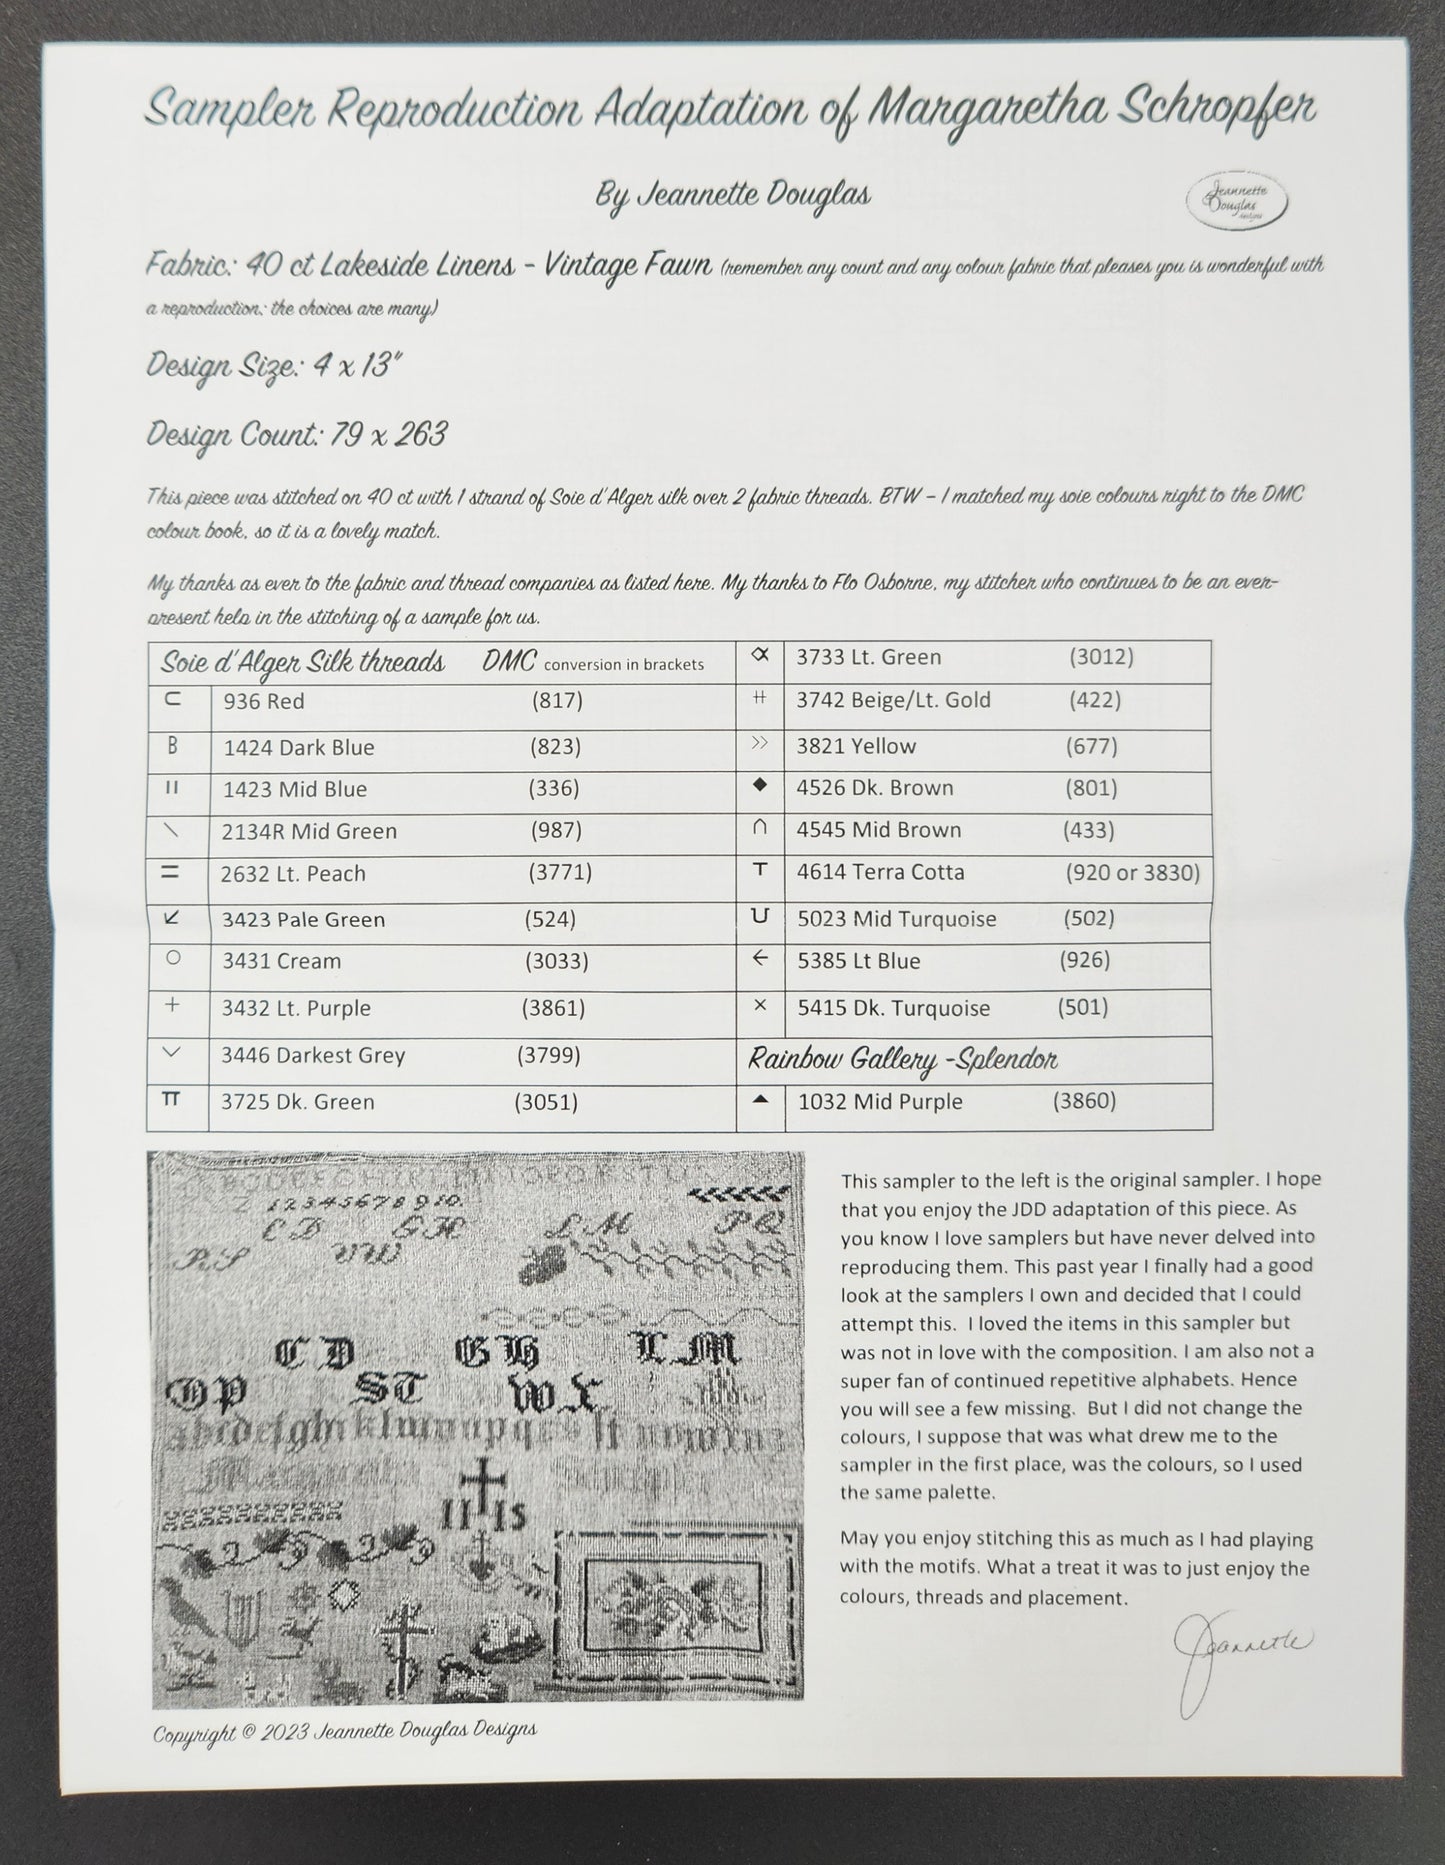 Sampler Reproduction Adaptation of Margaretha Schropfer
By Jeannette Douglas
Jeannette
Douglas
designs
Fabric: 40 ct Lakeside Linens - Vintage Fawn (remember any count and any colour fabric that pleases you is wonderful with
a reproduction; the choices are many)
Design Size: 4 x 13"
Design Count: 79 x 263
This piece was stitched on 40 ct with 1 strand of Soie d'Alger silk over 2 fabric threads. BTW – I matched my soie colours right to the DMC
colour book, so it is a lovely match.
My thanks as ever to the fabric and thread companies as listed here. My thanks to Flo Osborne, my stitcher who continues to be an ever-
present help in the stitching of a sample for us.
Soie d'Alger Silk threads DMC conversion in brackets
⊂ 936 Red (817)
B 1424 Dark Blue (823)
II 1423 Mid Blue (336)
\ 2134R Mid Green (987)
= 2632 Lt. Peach (3771)
↙ 3423 Pale Green (524)
○ 3431 Cream (3033)
+ 3432 Lt. Purple (3861)
∨ 3446 Darkest Grey (3799)
π 3725 Dk. Green (3051)
3733 Lt. Green (3012)
3742 Beige/Lt. Gold (422)
>> 3821 Yellow (677)
◆ 4526 Dk. Brown (801)
∩ 4545 Mid Brown (433)
T 4614 Terra Cotta (920 or 3830)
U 5023 Mid Turquoise (502)
← 5385 Lt Blue (926)
× 5415 Dk. Turquoise (501)
Rainbow Gallery -Splendor
▲ 1032 Mid Purple (3860)
Z 12345678910.
CD GH LM PQ
RS VW
CD GH LM
OP ST WX
IHS
This sampler to the left is the original sampler. I hope
that you enjoy the JDD adaptation of this piece. As
you know I love samplers but have never delved into
reproducing them. This past year I finally had a good
look at the samplers I own and decided that I could
attempt this. I loved the items in this sampler but
was not in love with the composition. I am also not a
super fan of continued repetitive alphabets. Hence
you will see a few missing. But I did not change the
colours, I suppose that was what drew me to the
sampler in the first place, was the colours, so I used
the same palette.
May you enjoy stitching this as much as I had playing
with the motifs. What a treat it was to just enjoy the
colours, threads and placement.
Jeannette
Copyright © 2023 Jeannette Douglas Designs